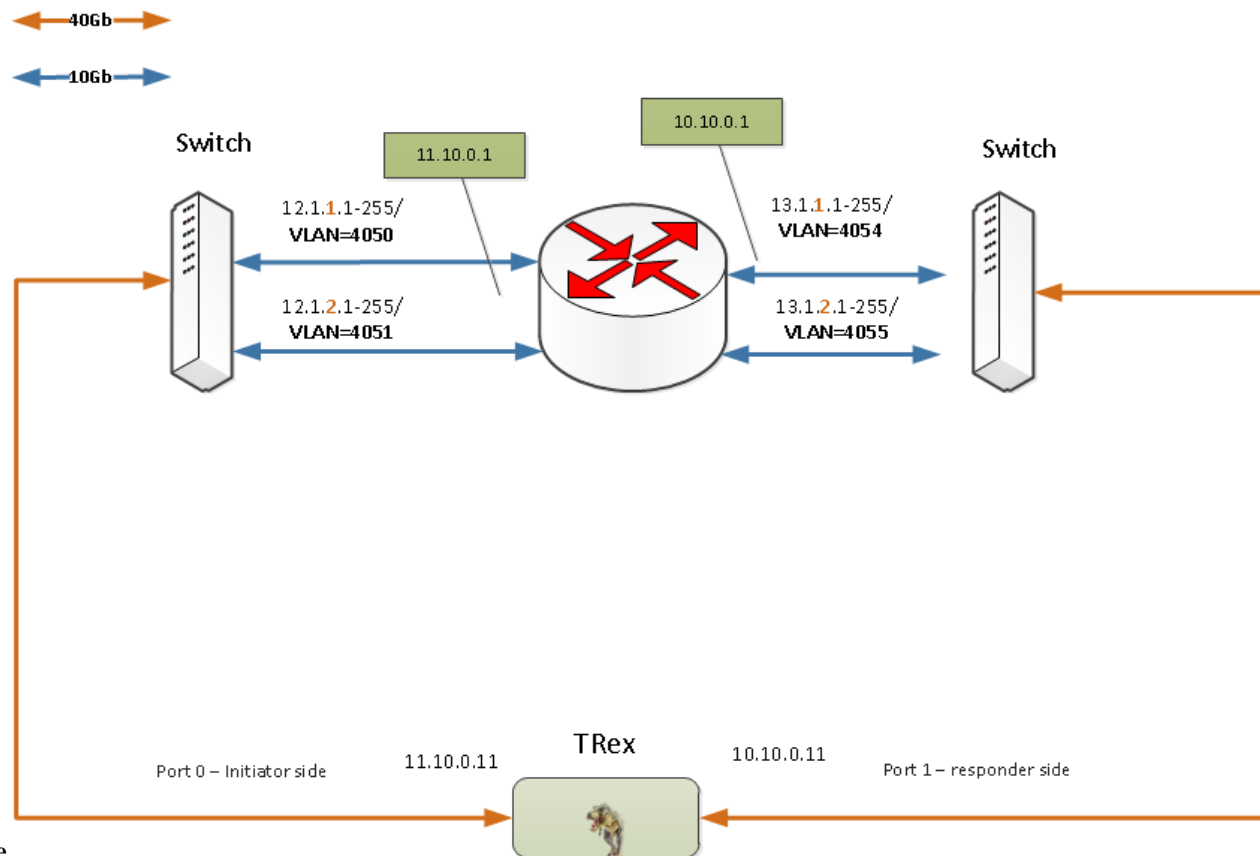 40Gb
10Gb
Switch
11.10.0.1
10.10.0.1
Switch
12.1.1.1-255/
VLAN=4050
13.1.1.1-255/
VLAN=4054
12.1.2.1-255/
VLAN=4051
13.1.2.1-255/
VLAN=4055
TRex
Port 0 – Initiator side
11.10.0.11
10.10.0.11
Port 1 – responder side
e